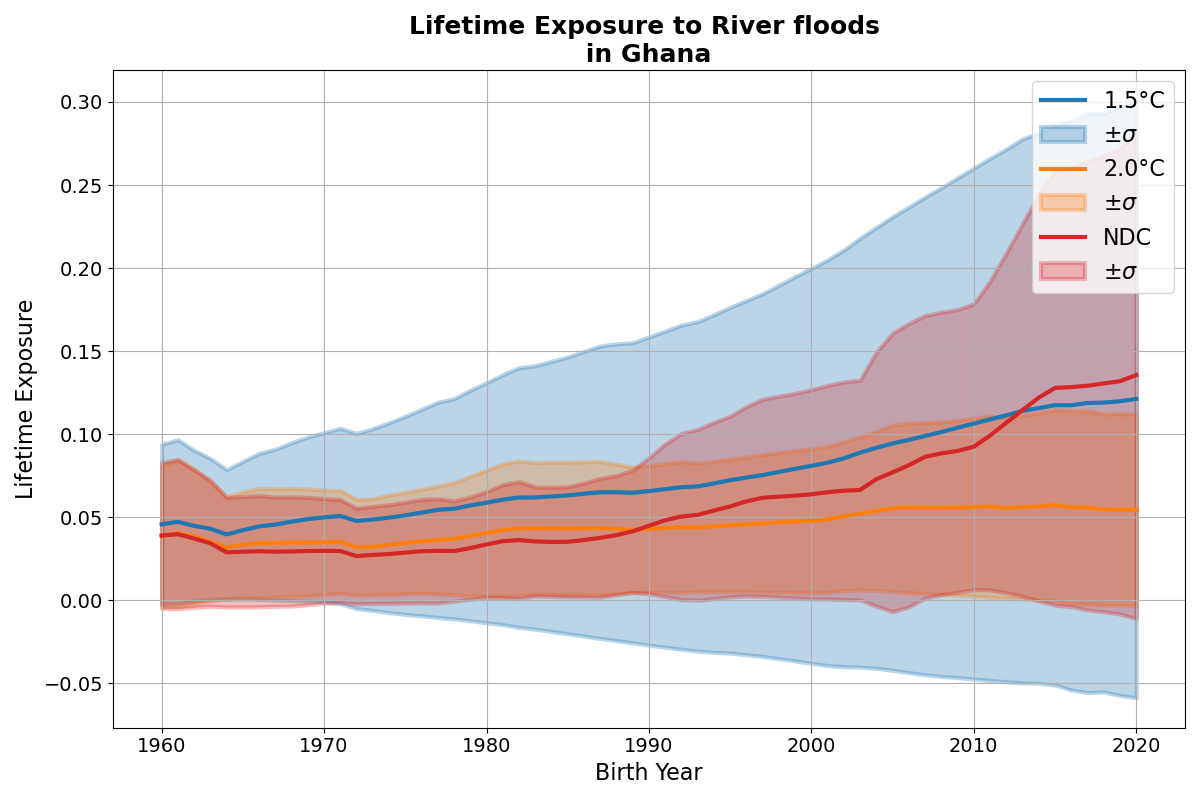 Lifetime Exposure to River floods
in Ghana
0.30
0.25
0.20
0.15
0.10
0.05
0.00
−0.05
Lifetime Exposure
1960
1970
1980
1990
2000
2010
2020
Birth Year
1.5°C
±σ
2.0°C
±σ
NDC
±σ